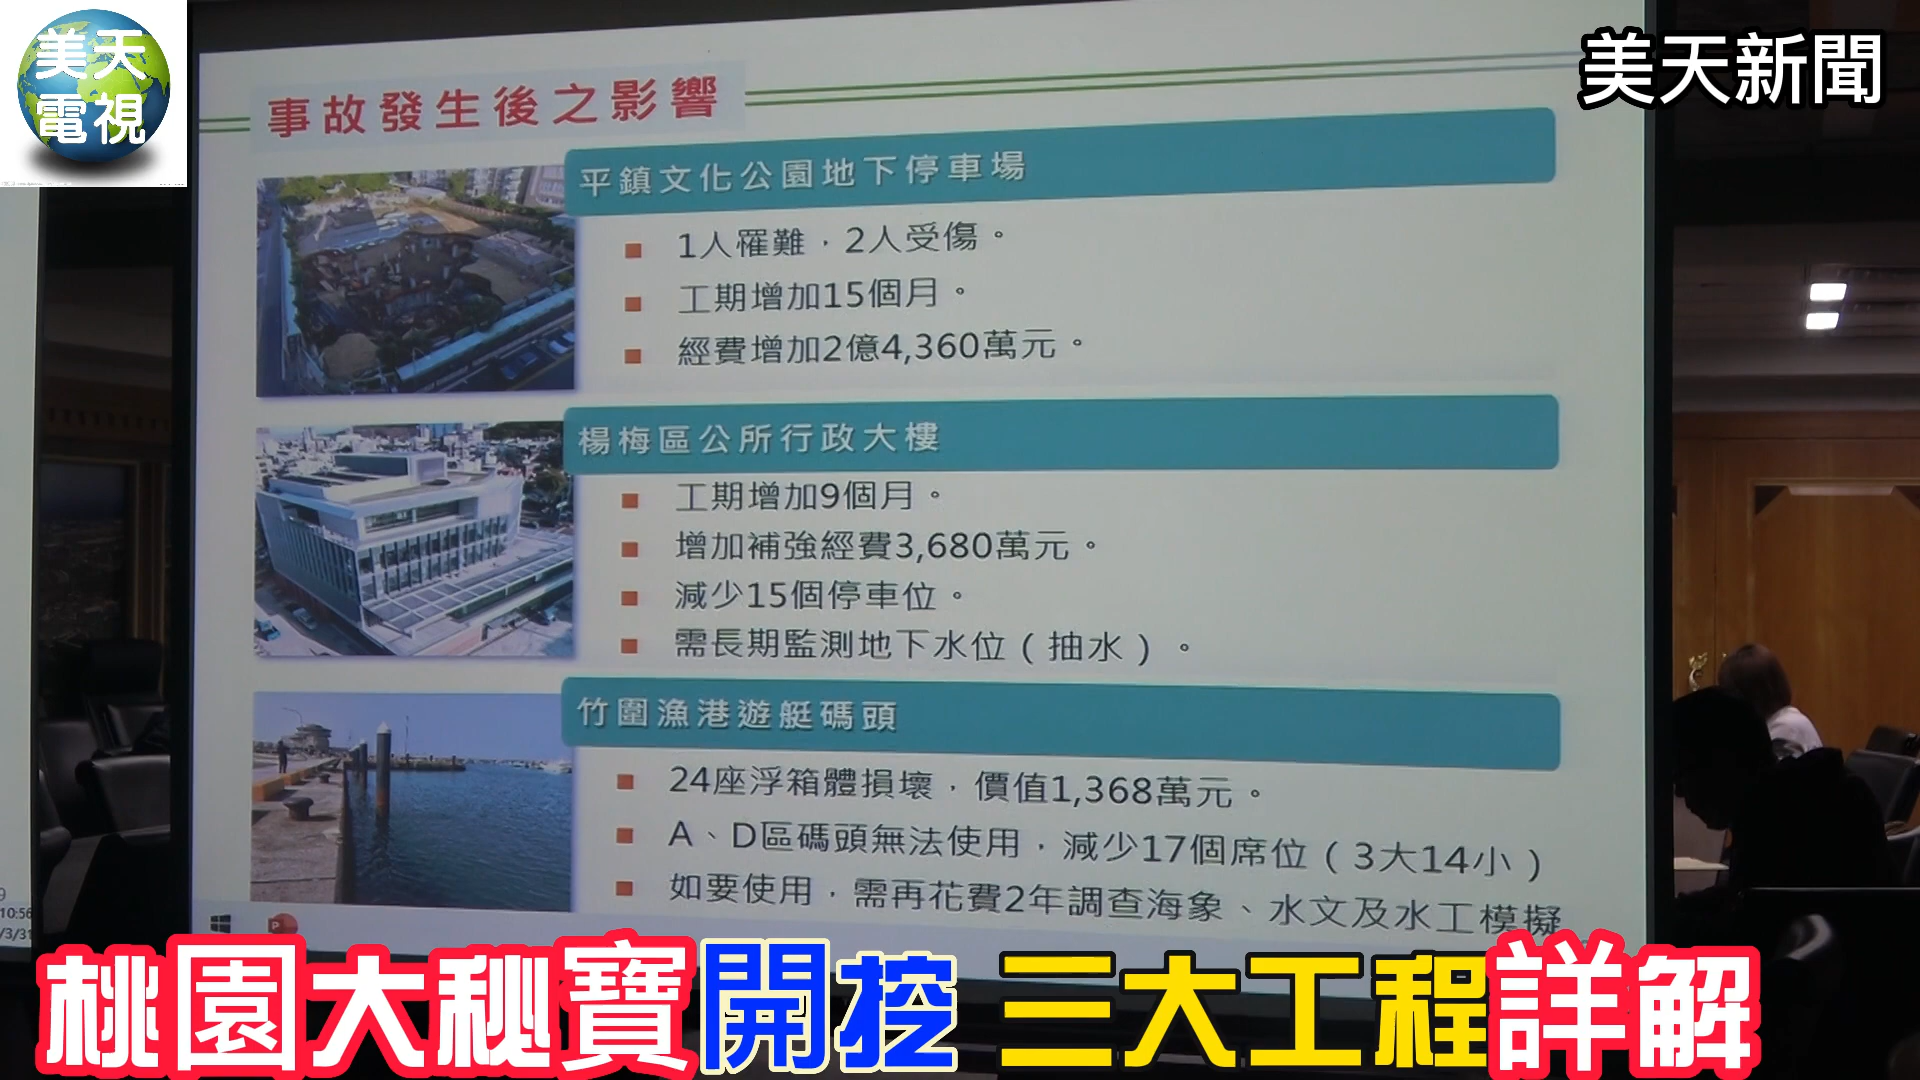 美天
電視
美天新聞
事故發生後之影響
平鎮文化公園地下停車場
1人罹難，2人受傷。
工期增加15個月。
經費增加2億4,360萬元。
楊梅區公所行政大樓
工期增加9個月。
增加補強經費3,680萬元。
減少15個停車位。
需長期監測地下水位（抽水）。
竹圍漁港遊艇碼頭
24座浮箱體損壞，價值1,368萬元。
A、D區碼頭無法使用，減少17個席位（3大14小）
如要使用，需再花費2年調查海象、水文及水工模擬
10:56
/3/31
桃園大秘寶開挖 三大工程詳解